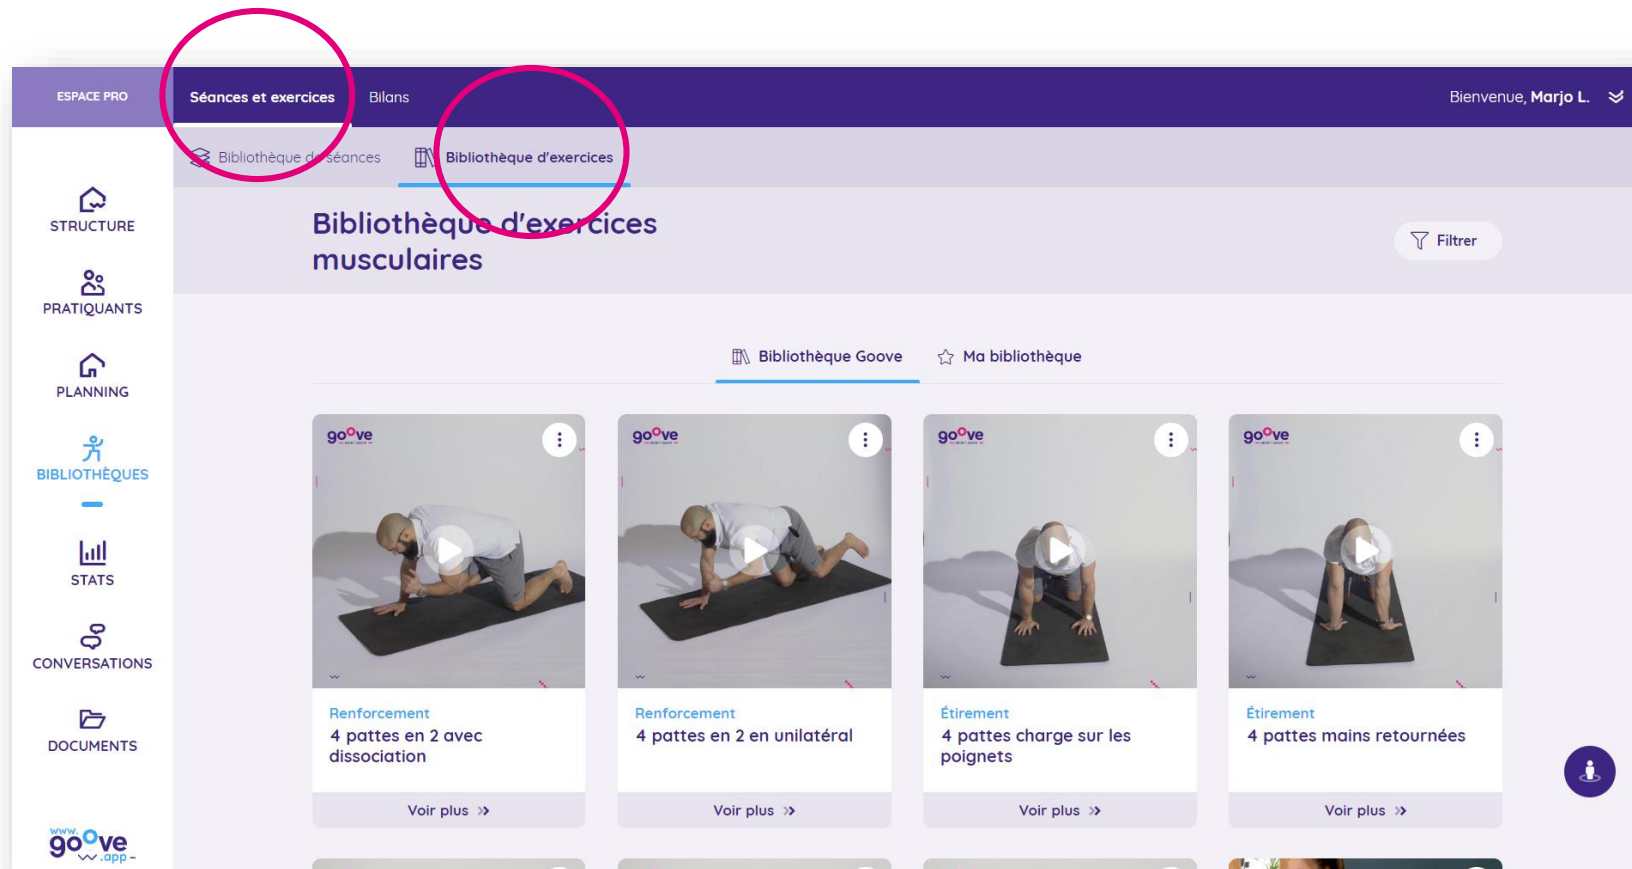 ESPACE PRO
Séances et exercices
Bilans
Bienvenue, Marjo L.
Bibliothèque de séances
Bibliothèque d'exercices
STRUCTURE
PRATIQUANTS
PLANNING
BIBLIOTHÈQUES
STATS
CONVERSATIONS
DOCUMENTS
www.
goove
.app
Bibliothèque d'exercices
musculaires
Filtrer
Bibliothèque Goove
Ma bibliothèque
goove
Renforcement
4 pattes en 2 avec
dissociation
Voir plus
goove
Renforcement
4 pattes en 2 en unilatéral
Voir plus
goove
Étirement
4 pattes charge sur les
poignets
Voir plus
goove
Étirement
4 pattes mains retournées
Voir plus